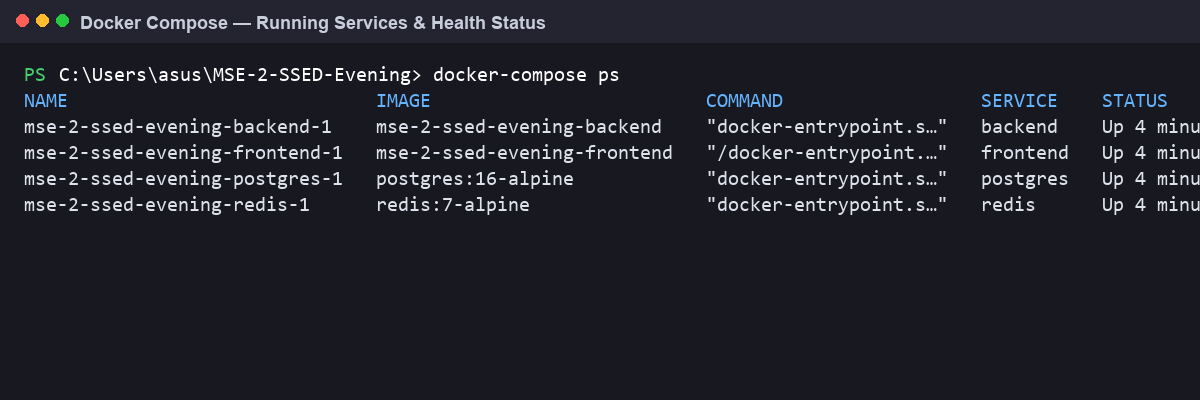 Docker Compose — Running Services & Health Status
PS C:\Users\asus\MSE-2-SSED-Evening> docker-compose ps
NAME IMAGE COMMAND SERVICE STATUS
mse-2-ssed-evening-backend-1 mse-2-ssed-evening-backend "docker-entrypoint.s…" backend Up 4 minu
mse-2-ssed-evening-frontend-1 mse-2-ssed-evening-frontend "/docker-entrypoint.…" frontend Up 4 minu
mse-2-ssed-evening-postgres-1 postgres:16-alpine "docker-entrypoint.s…" postgres Up 4 minu
mse-2-ssed-evening-redis-1 redis:7-alpine "docker-entrypoint.s…" redis Up 4 minu